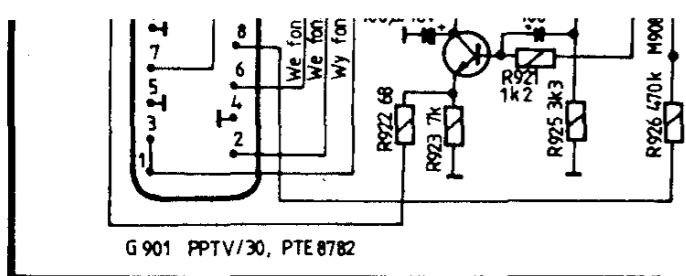 8
7
6
5
4
3
2
1
We fon
We fon
Wy fon
R921
1k2
R922 68
R923 7k
R925 3k3
R926 470k
M908
G 901 PPTV/30, PTE 8782